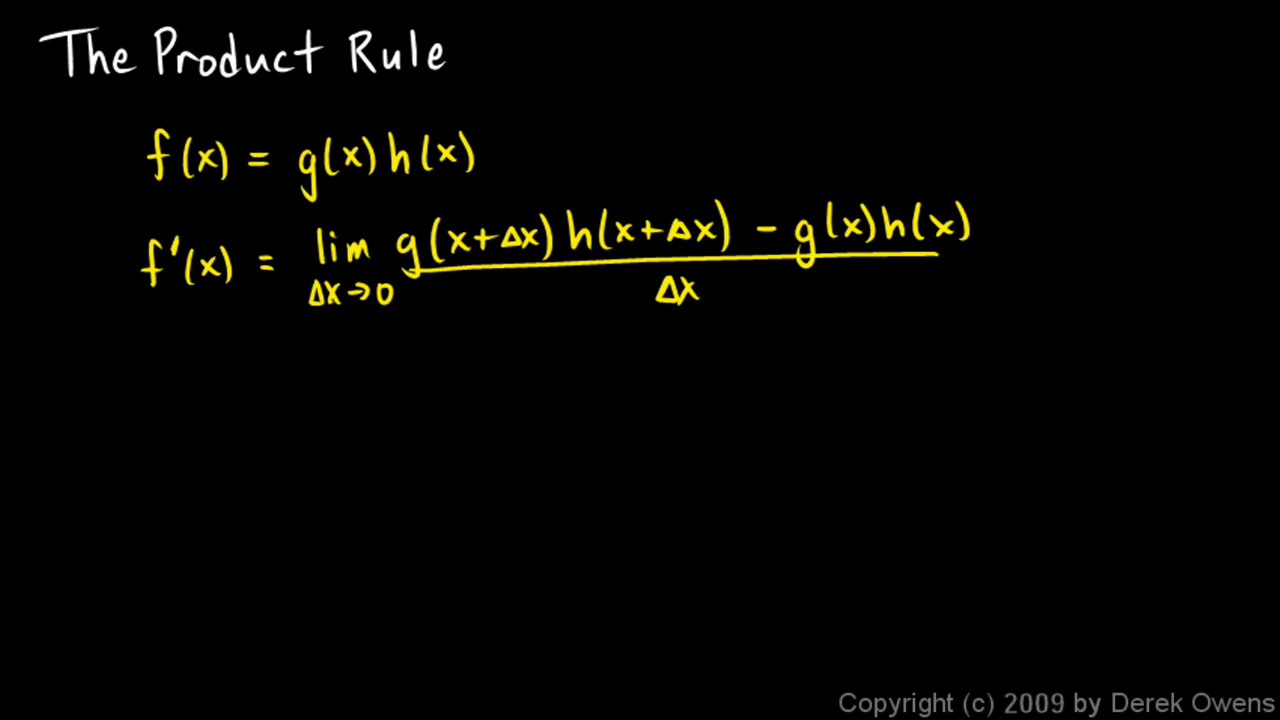 The Product Rule
f(x) = g(x)h(x)
f'(x) = lim g(x+Δx)h(x+Δx) - g(x)h(x)
Δx→0 Δx
Copyright (c) 2009 by Derek Owens